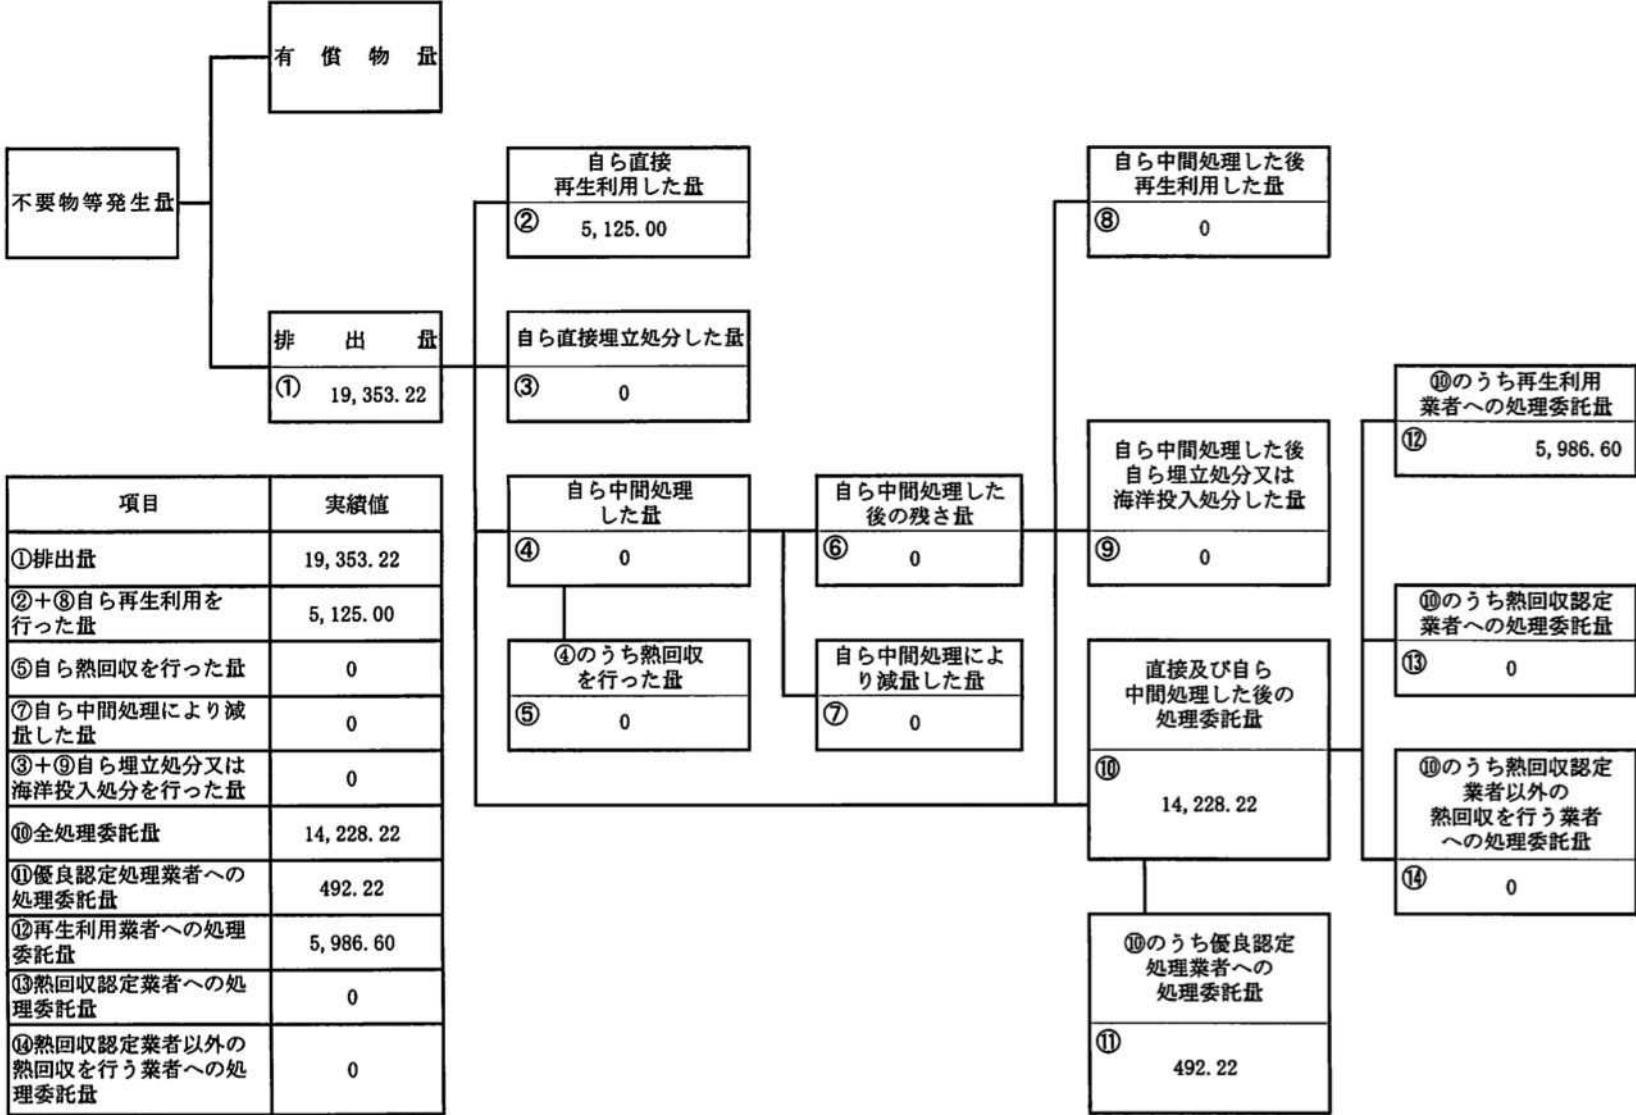 有償物量
不要物等発生量
排出量
① 19,353.22
自ら直接
再生利用した量
② 5,125.00
自ら直接埋立処分した量
③ 0
自ら中間処理
した量
④ 0
④のうち熱回収
を行った量
⑤ 0
自ら中間処理した
後の残さ量
⑥ 0
自ら中間処理によ
り減量した量
⑦ 0
自ら中間処理した後
再生利用した量
⑧ 0
自ら中間処理した後
自ら埋立処分又は
海洋投入処分した量
⑨ 0
直接及び自ら
中間処理した後の
処理委託量
⑩
14,228.22
⑩のうち優良認定
処理業者への
処理委託量
⑪
492.22
⑩のうち再生利用
業者への処理委託量
⑫ 5,986.60
⑩のうち熱回収認定
業者への処理委託量
⑬ 0
⑩のうち熱回収認定
業者以外の
熱回収を行う業者
への処理委託量
⑭ 0
項目 実績値
①排出量 19,353.22
②+⑧自ら再生利用を
行った量 5,125.00
⑤自ら熱回収を行った量 0
⑦自ら中間処理により減
量した量 0
③+⑨自ら埋立処分又は
海洋投入処分を行った量 0
⑩全処理委託量 14,228.22
⑪優良認定処理業者への
処理委託量 492.22
⑫再生利用業者への処理
委託量 5,986.60
⑬熱回収認定業者への処
理委託量 0
⑭熱回収認定業者以外の
熱回収を行う業者への処
理委託量 0